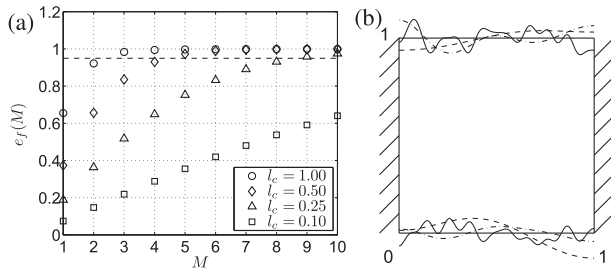 (a)
(b)
1.2
1
0.8
0.6
0.4
0.2
0
e_f(M)
1 2 3 4 5 6 7 8 9 10
M
l_c = 1.00
l_c = 0.50
l_c = 0.25
l_c = 0.10
1
0
1